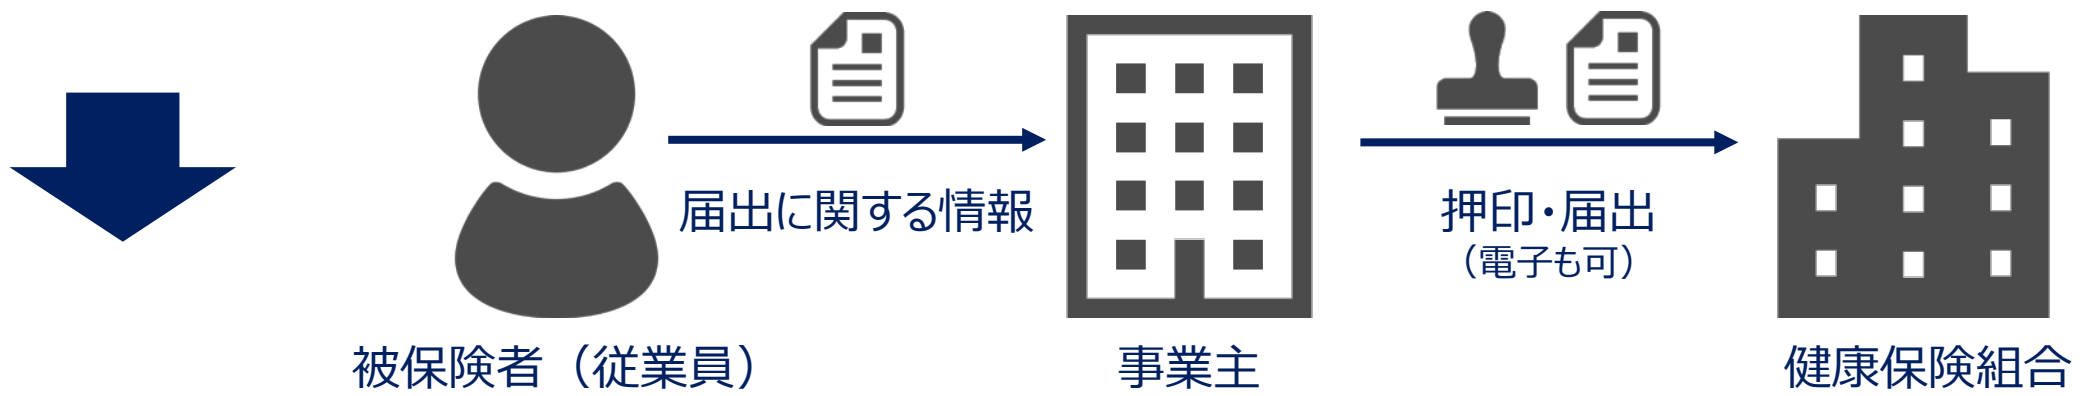 届出に関する情報
押印・届出
（電子も可）
被保険者（従業員）
事業主
健康保険組合